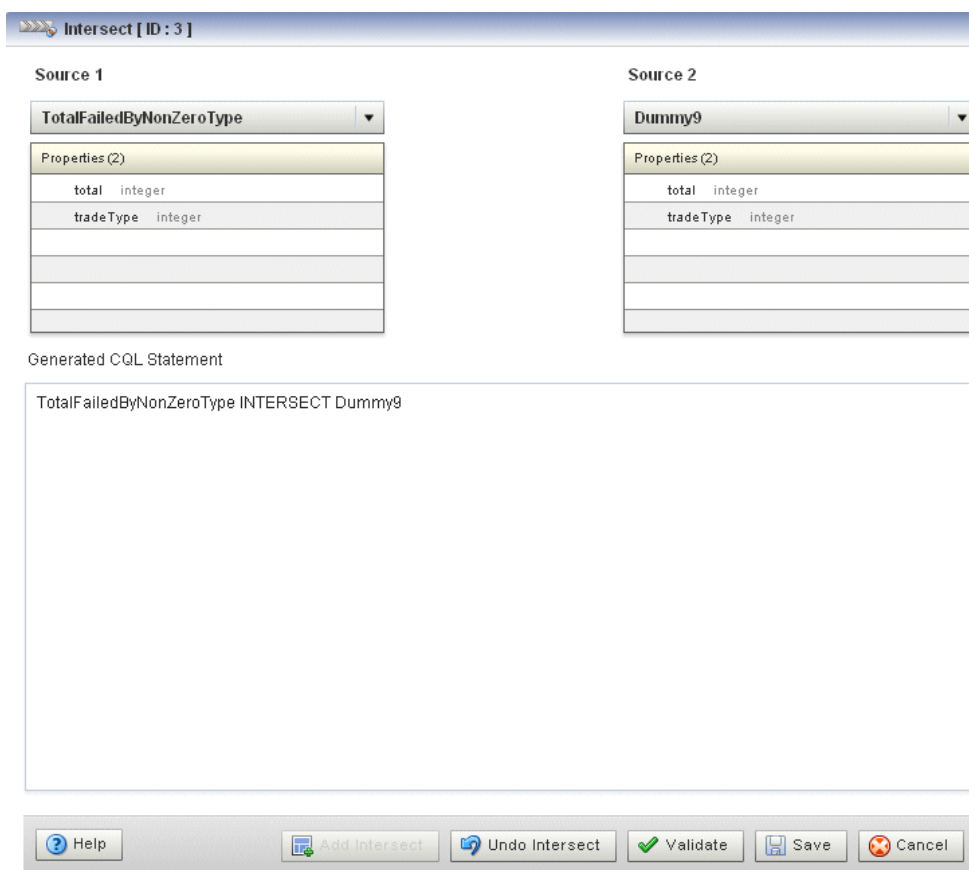 Intersect [ ID : 3 ]
Source 1
Source 2
TotalFailedByNonZeroType
Dummy9
Properties (2)
Properties (2)
total integer
total integer
tradeType integer
tradeType integer
Generated CQL Statement
TotalFailedByNonZeroType INTERSECT Dummy9
Help
Add Intersect
Undo Intersect
Validate
Save
Cancel